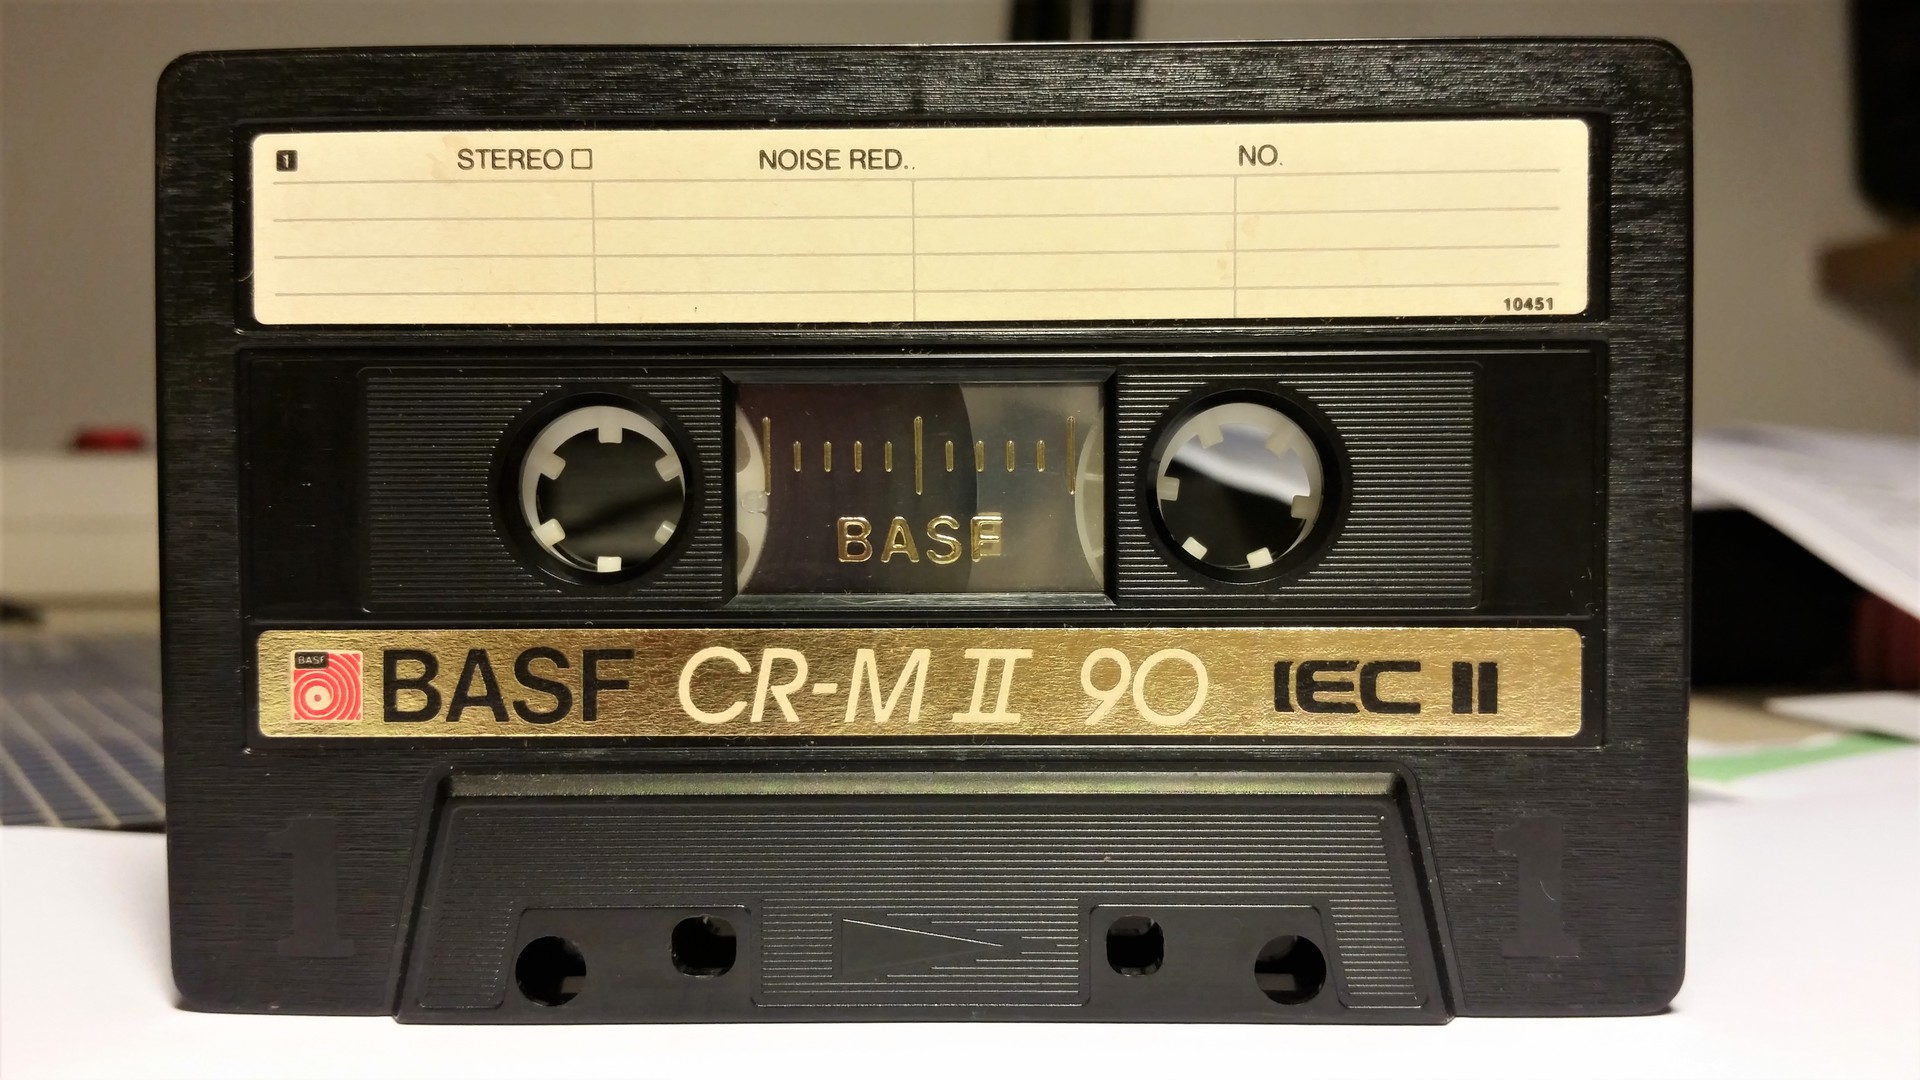 1 STEREO NOISE RED.. NO.
10451
BASF
BASF BASF CR-M II 90 IEC II
1 1